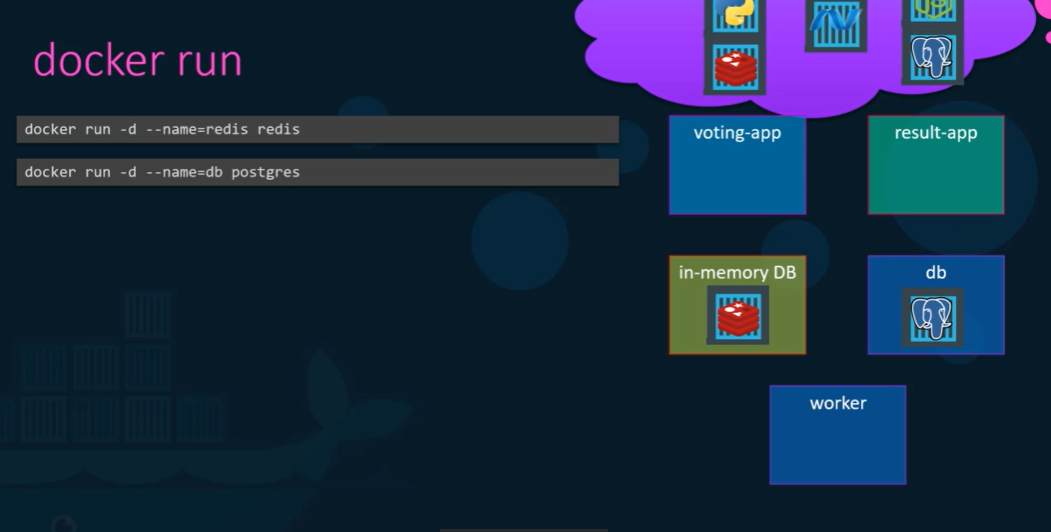 docker run
docker run -d --name=redis redis
docker run -d --name=db postgres
voting-app
result-app
in-memory DB
db
worker